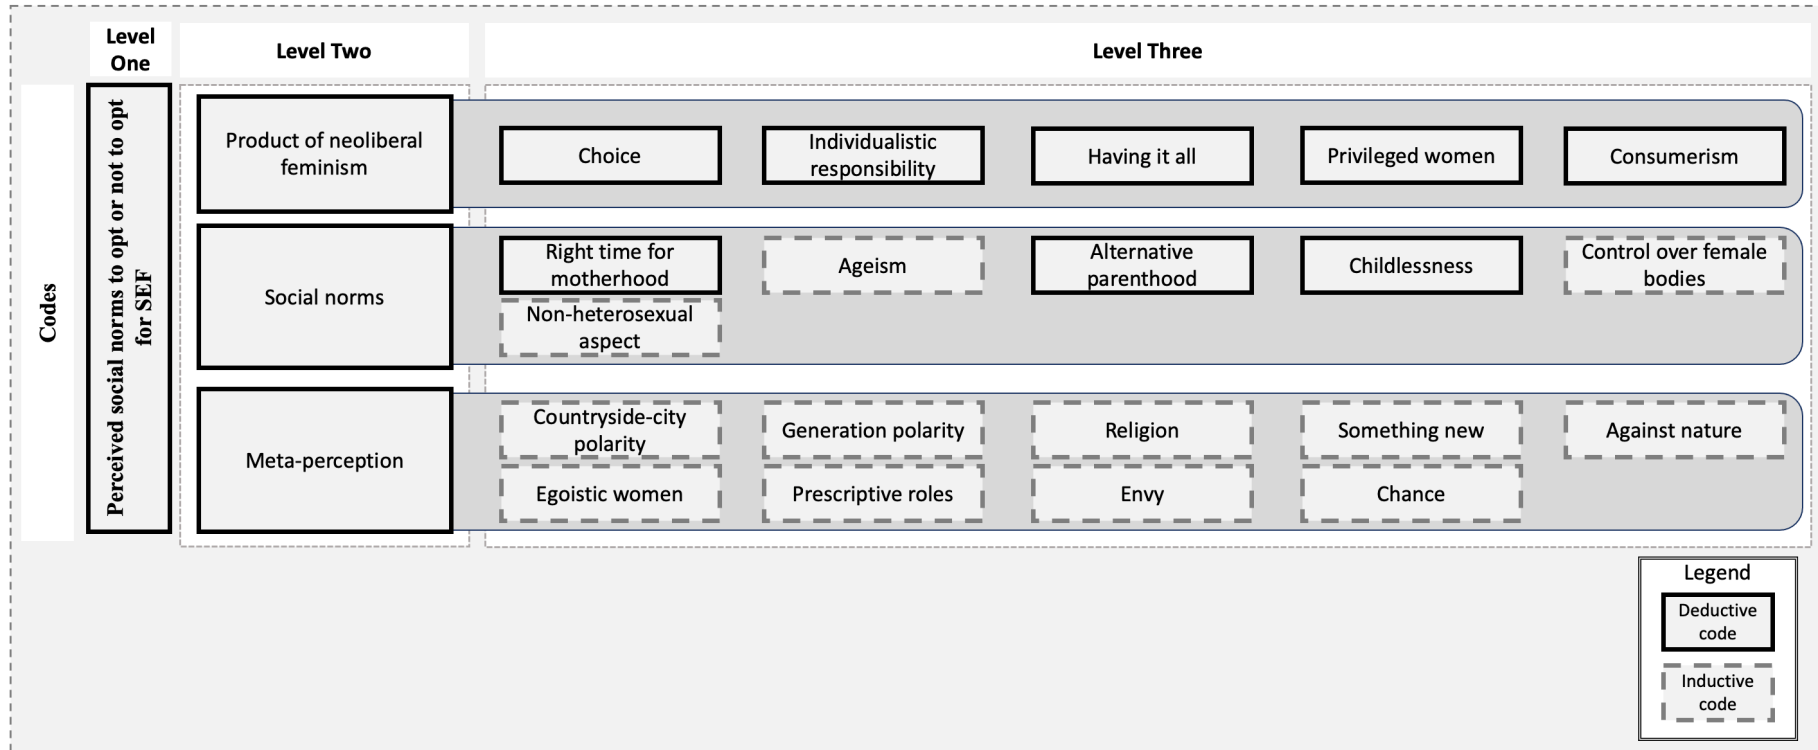 Level
One
Level Two
Level Three
Codes
Perceived social norms to opt or not to opt
for SEF
Product of neoliberal
feminism
Choice
Individualistic
responsibility
Having it all
Privileged women
Consumerism
Social norms
Right time for
motherhood
Ageism
Alternative
parenthood
Childlessness
Control over female
bodies
Non-heterosexual
aspect
Meta-perception
Countryside-city
polarity
Generation polarity
Religion
Something new
Against nature
Egoistic women
Prescriptive roles
Envy
Chance
Legend
Deductive
code
Inductive
code